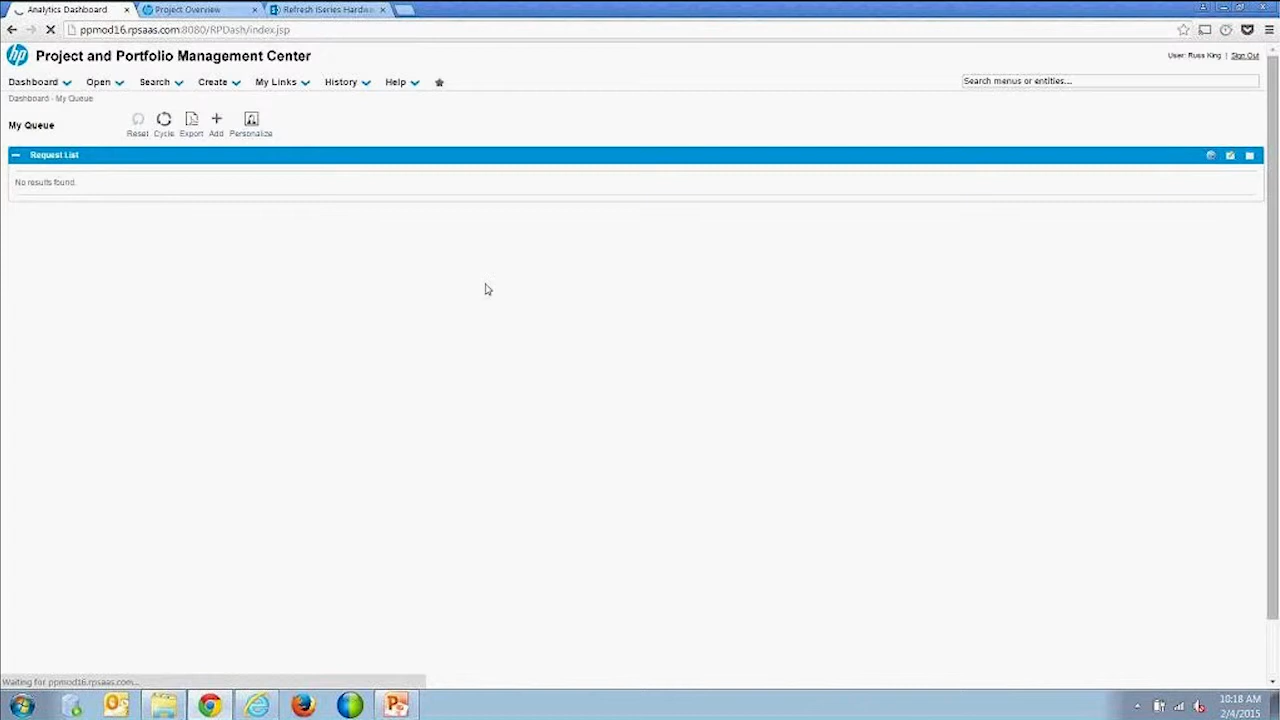 Analytics Dashboard
Project Overview
Refresh iSeries Hardw
ppmod16.rpsaas.com:8080/RPDash/index.jsp
hp Project and Portfolio Management Center
User: Russ King | Sign Out
Dashboard Open Search Create My Links History Help
Search menus or entities...
Dashboard - My Queue
My Queue
Reset Cycle Export Add Personalize
Request List
No results found.
Waiting for ppmod16.rpsaas.com...
10:18 AM
2/4/2015